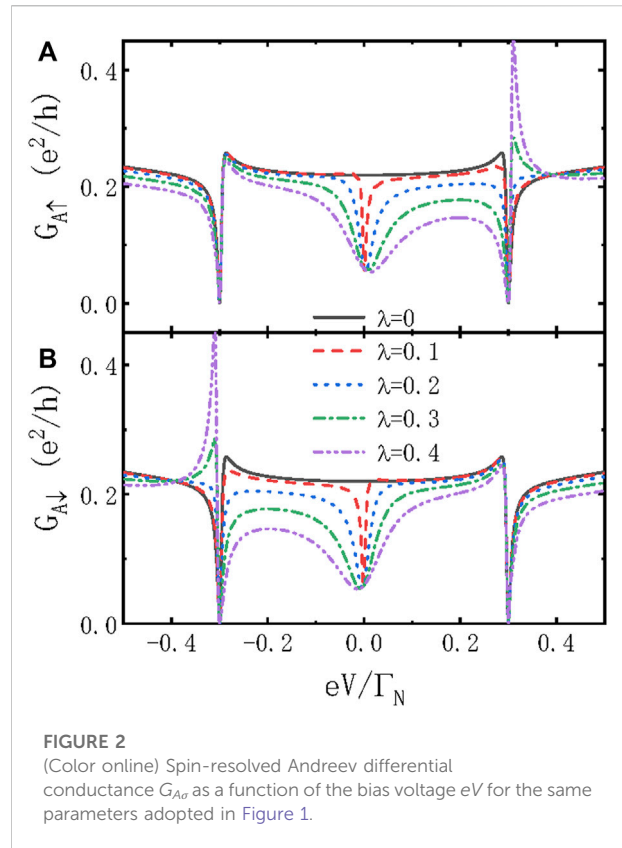 A
G_A↑ (e²/h)
0.4
0.2
0.0
λ=0
λ=0.1
λ=0.2
λ=0.3
λ=0.4
B
G_A↓ (e²/h)
0.4
0.2
0.0
−0.4 −0.2 0.0 0.2 0.4
eV/Γ_N
FIGURE 2
(Color online) Spin-resolved Andreev differential
conductance G_Aσ as a function of the bias voltage eV for the same
parameters adopted in Figure 1.